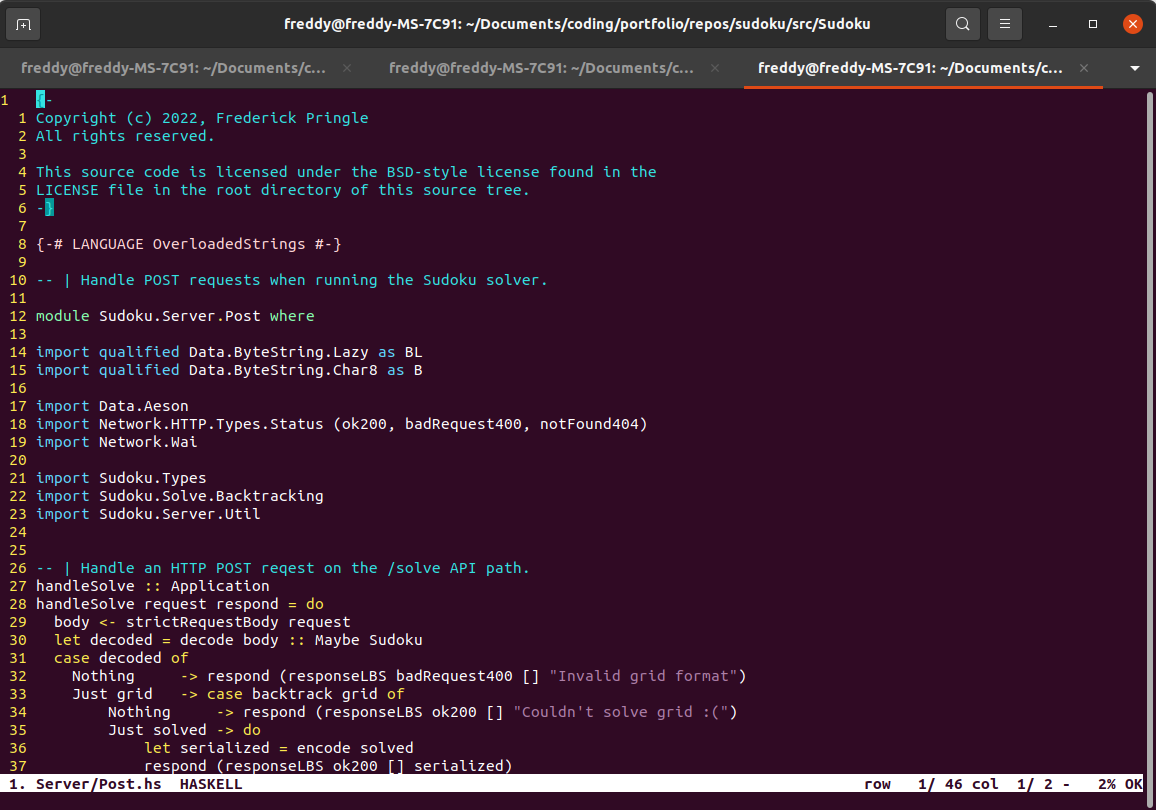 freddy@freddy-MS-7C91: ~/Documents/coding/portfolio/repos/sudoku/src/Sudoku
freddy@freddy-MS-7C91: ~/Documents/c... × freddy@freddy-MS-7C91: ~/Documents/c... × freddy@freddy-MS-7C91: ~/Documents/c... ×
1 {-
1 Copyright (c) 2022, Frederick Pringle
2 All rights reserved.
3
4 This source code is licensed under the BSD-style license found in the
5 LICENSE file in the root directory of this source tree.
6 -}
7
8 {-# LANGUAGE OverloadedStrings #-}
9
10 -- | Handle POST requests when running the Sudoku solver.
11
12 module Sudoku.Server.Post where
13
14 import qualified Data.ByteString.Lazy as BL
15 import qualified Data.ByteString.Char8 as B
16
17 import Data.Aeson
18 import Network.HTTP.Types.Status (ok200, badRequest400, notFound404)
19 import Network.Wai
20
21 import Sudoku.Types
22 import Sudoku.Solve.Backtracking
23 import Sudoku.Server.Util
24
25
26 -- | Handle an HTTP POST reqest on the /solve API path.
27 handleSolve :: Application
28 handleSolve request respond = do
29   body <- strictRequestBody request
30   let decoded = decode body :: Maybe Sudoku
31   case decoded of
32     Nothing     -> respond (responseLBS badRequest400 [] "Invalid grid format")
33     Just grid   -> case backtrack grid of
34         Nothing     -> respond (responseLBS ok200 [] "Couldn't solve grid :(")
35         Just solved -> do
36             let serialized = encode solved
37             respond (responseLBS ok200 [] serialized)
1. Server/Post.hs  HASKELL row   1/ 46 col  1/ 2 -   2% OK